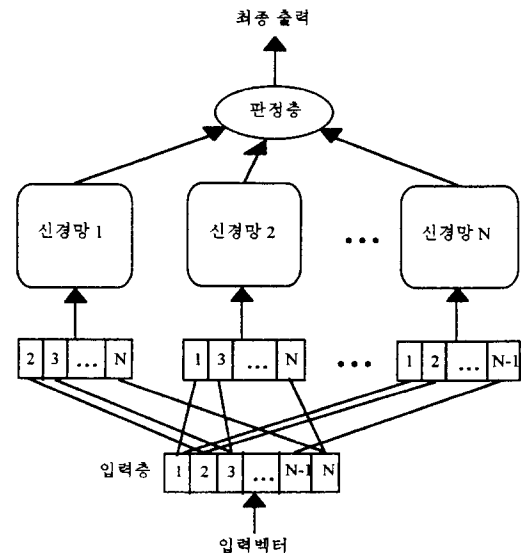 최종 출력
판정층
신경망 1 신경망 2 ... 신경망 N
2 3 ... N 1 3 ... N ... 1 2 ... N-1
입력층 1 2 3 ... N-1 N
입력벡터